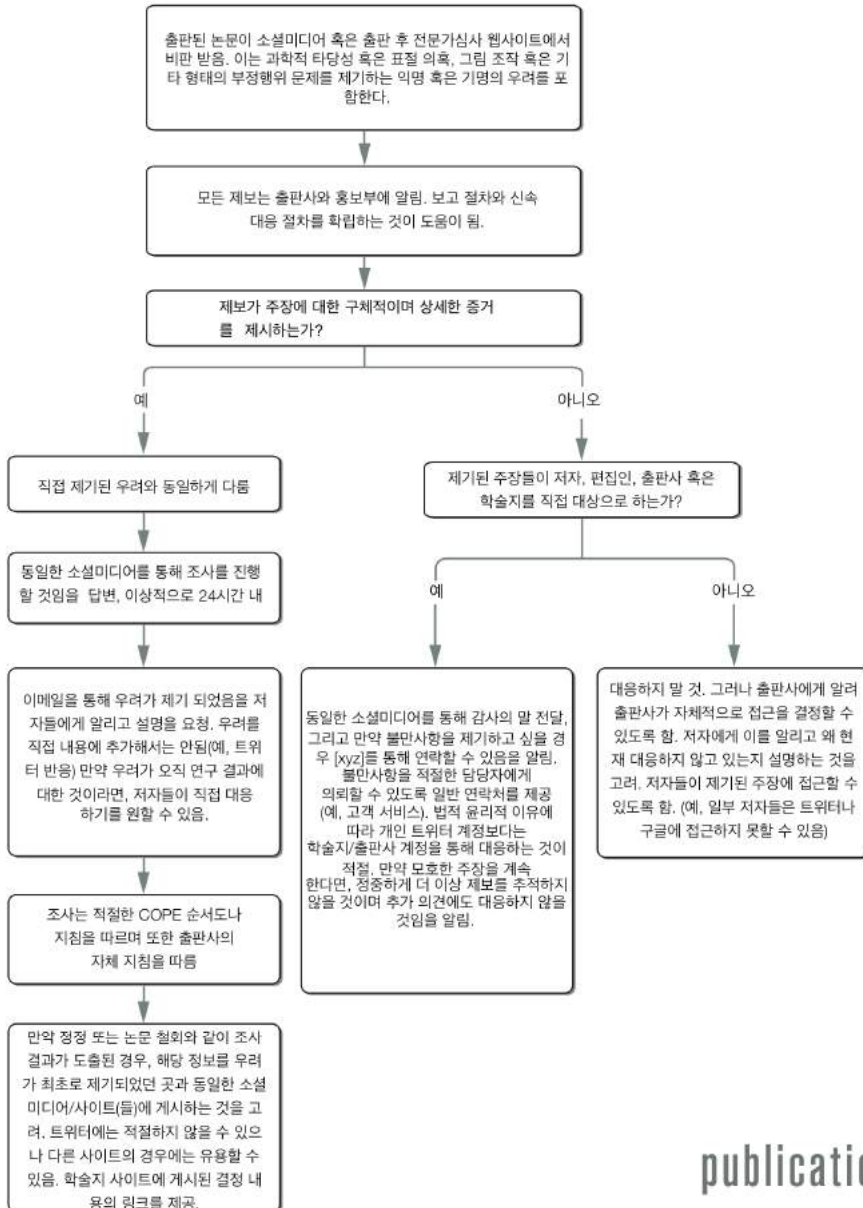 출판된 논문이 소셜미디어 혹은 출판 후 전문가심사 웹사이트에서
비판 받음. 이는 과학적 타당성 혹은 표절 의혹, 그림 조작 혹은 기
타 형태의 부정행위 문제를 제기하는 익명 혹은 기명의 우려를 포
함한다.
모든 제보는 출판사와 홍보부에 알림. 보고 절차와 신속
대응 절차를 확립하는 것이 도움이 됨.
제보가 주장에 대한 구체적이며 상세한 증거
를 제시하는가?
예
아니오
직접 제기된 우려와 동일하게 다룸
동일한 소셜미디어를 통해 조사를 진행
할 것임을 답변, 이상적으로 24시간 내
이메일을 통해 우려가 제기 되었음을 저
자들에게 알리고 설명을 요청. 우려를
직접 내용에 추가해서는 안됨(예, 트위
터 반응) 만약 우려가 오직 연구 결과에
대한 것이라면, 저자들이 직접 대응
하기를 원할 수 있음.
조사는 적절한 COPE 순서도나
지침을 따르며 또한 출판사의
자체 지침을 따름
만약 정정 또는 논문 철회와 같이 조사
결과가 도출된 경우, 해당 정보를 우려
가 최초로 제기되었던 곳과 동일한 소셜
미디어/사이트(들)에 게시하는 것을 고
려. 트위터에는 적절하지 않을 수 있으
나 다른 사이트의 경우에는 유용할 수
있음. 학술지 사이트에 게시된 결정 내
용의 링크를 제공.
제기된 주장들이 저자, 편집인, 출판사 혹은
학술지를 직접 대상으로 하는가?
예
아니오
동일한 소셜미디어를 통해 감사의 말 전달,
그리고 만약 불만사항을 제기하고 싶을 경
우 [xyz]를 통해 연락할 수 있음을 알림.
불만사항을 적절한 담당자에게
의뢰할 수 있도록 일반 연락처를 제공
(예, 고객 서비스). 법적 윤리적 이유에
따라 개인 트위터 계정보다는
학술지/출판사 계정을 통해 대응하는 것이
적절. 만약 모호한 주장을 계속
한다면, 정중하게 더 이상 제보를 추적하지
않을 것이며 추가 의견에도 대응하지 않을
것임을 알림.
대응하지 말 것. 그러나 출판사에게 알려
출판사가 자체적으로 접근을 결정할 수
있도록 함. 저자에게 이를 알리고 왜 현
재 대응하지 않고 있는지 설명하는 것을
고려. 저자들이 제기된 주장에 접근할 수
있도록 함. (예, 일부 저자들은 트위터나
구글에 접근하지 못할 수 있음)
publicatio